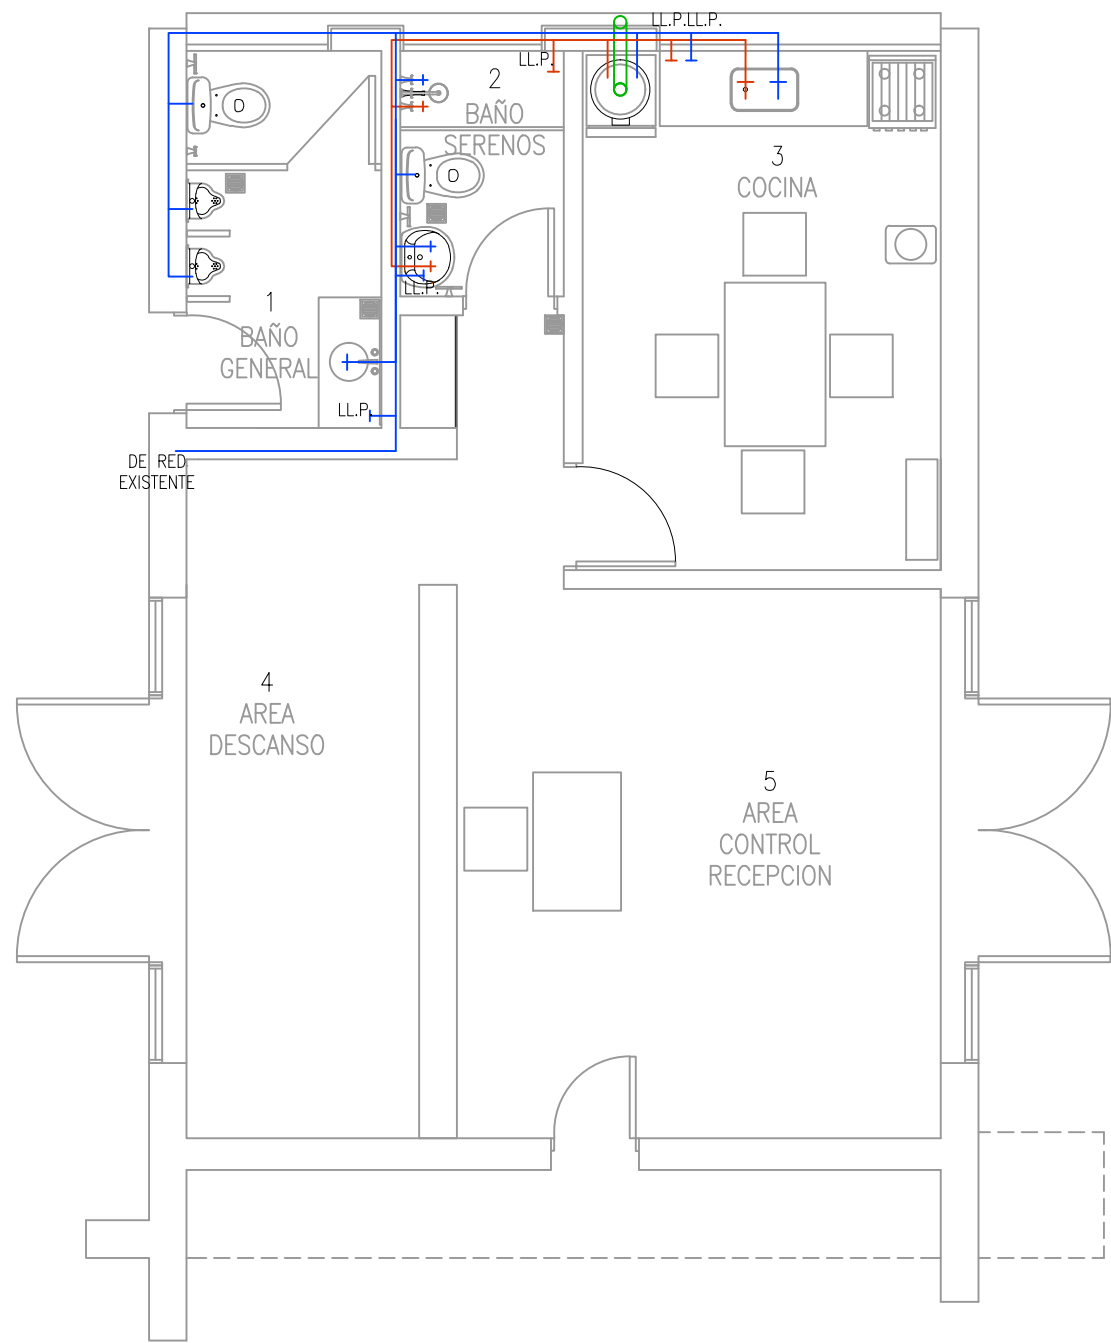 LL.P.LL.P.
LL.P.
2
BAÑO
SERENOS
3
COCINA
LL.P.
1
BAÑO
GENERAL
LL.P.
DE RED
EXISTENTE
4
AREA
DESCANSO
5
AREA
CONTROL
RECEPCION